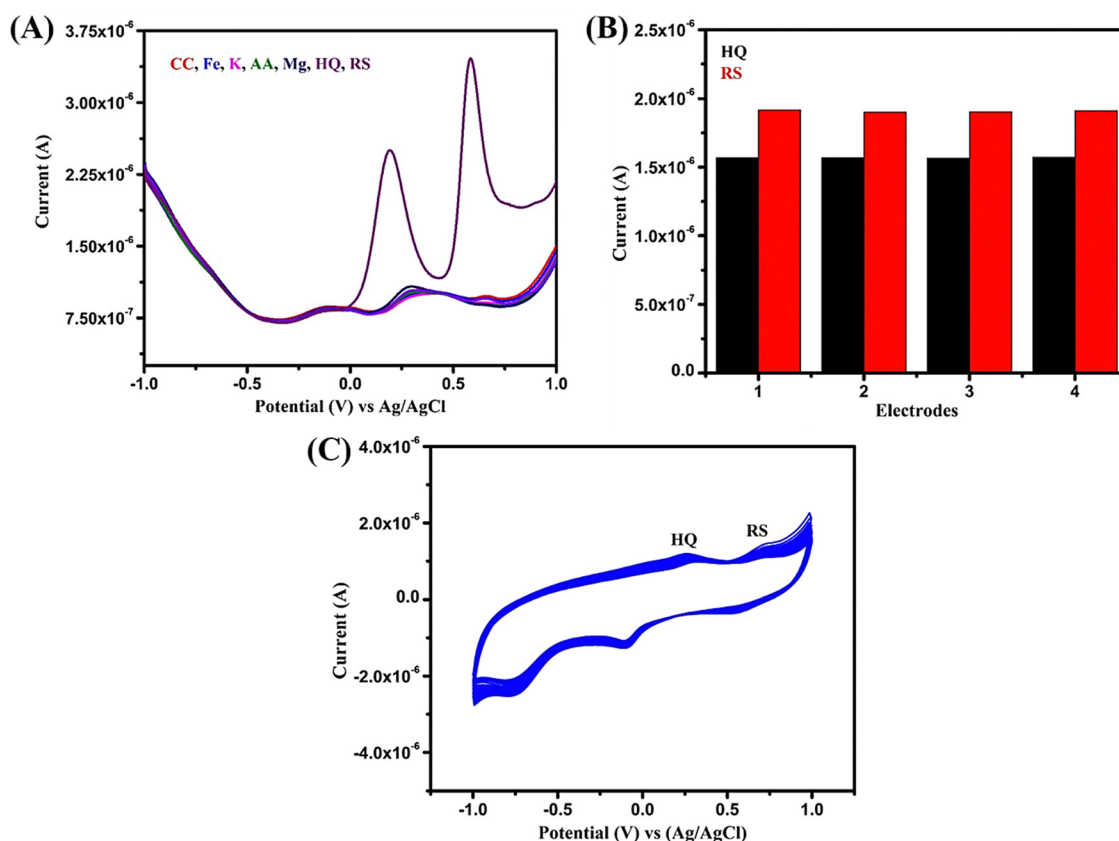 (A)
CC, Fe, K, AA, Mg, HQ, RS
Current (A)
3.75x10⁻⁶
3.00x10⁻⁶
2.25x10⁻⁶
1.50x10⁻⁶
7.50x10⁻⁷
-1.0 -0.5 0.0 0.5 1.0
Potential (V) vs Ag/AgCl
(B)
HQ
RS
Current (A)
2.5x10⁻⁶
2.0x10⁻⁶
1.5x10⁻⁶
1.0x10⁻⁶
5.0x10⁻⁷
0.0
1 2 3 4
Electrodes
(C)
HQ RS
Current (A)
4.0x10⁻⁶
2.0x10⁻⁶
0.0
-2.0x10⁻⁶
-4.0x10⁻⁶
-1.0 -0.5 0.0 0.5 1.0
Potential (V) vs (Ag/AgCl)